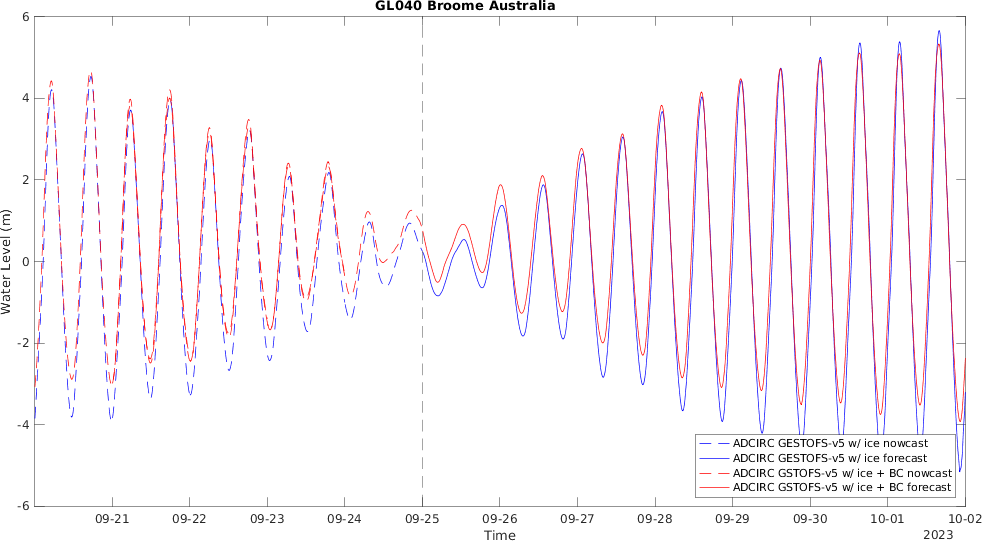 GL040 Broome Australia
6
4
2
0
-2
-4
-6
Water Level (m)
ADCIRC GESTOFS-v5 w/ ice nowcast
ADCIRC GESTOFS-v5 w/ ice forecast
ADCIRC GSTOFS-v5 w/ ice + BC nowcast
ADCIRC GSTOFS-v5 w/ ice + BC forecast
09-21 09-22 09-23 09-24 09-25 09-26 09-27 09-28 09-29 09-30 10-01 10-02
2023
Time